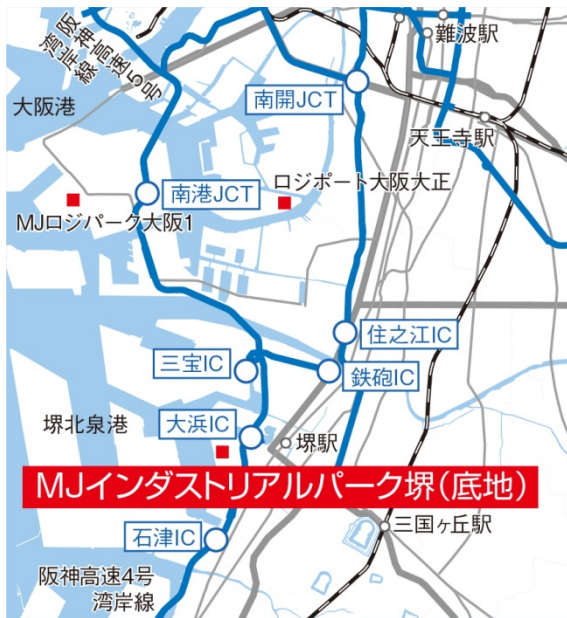 難波駅
阪神高速5号
湾岸線
南開JCT
大阪港
天王寺駅
南港JCT
ロジポート大阪大正
MJロジパーク大阪1
住之江IC
三宝IC
鉄砲IC
大浜IC
堺北泉港
堺駅
MJインダストリアルパーク堺（底地）
三国ヶ丘駅
石津IC
阪神高速4号
湾岸線